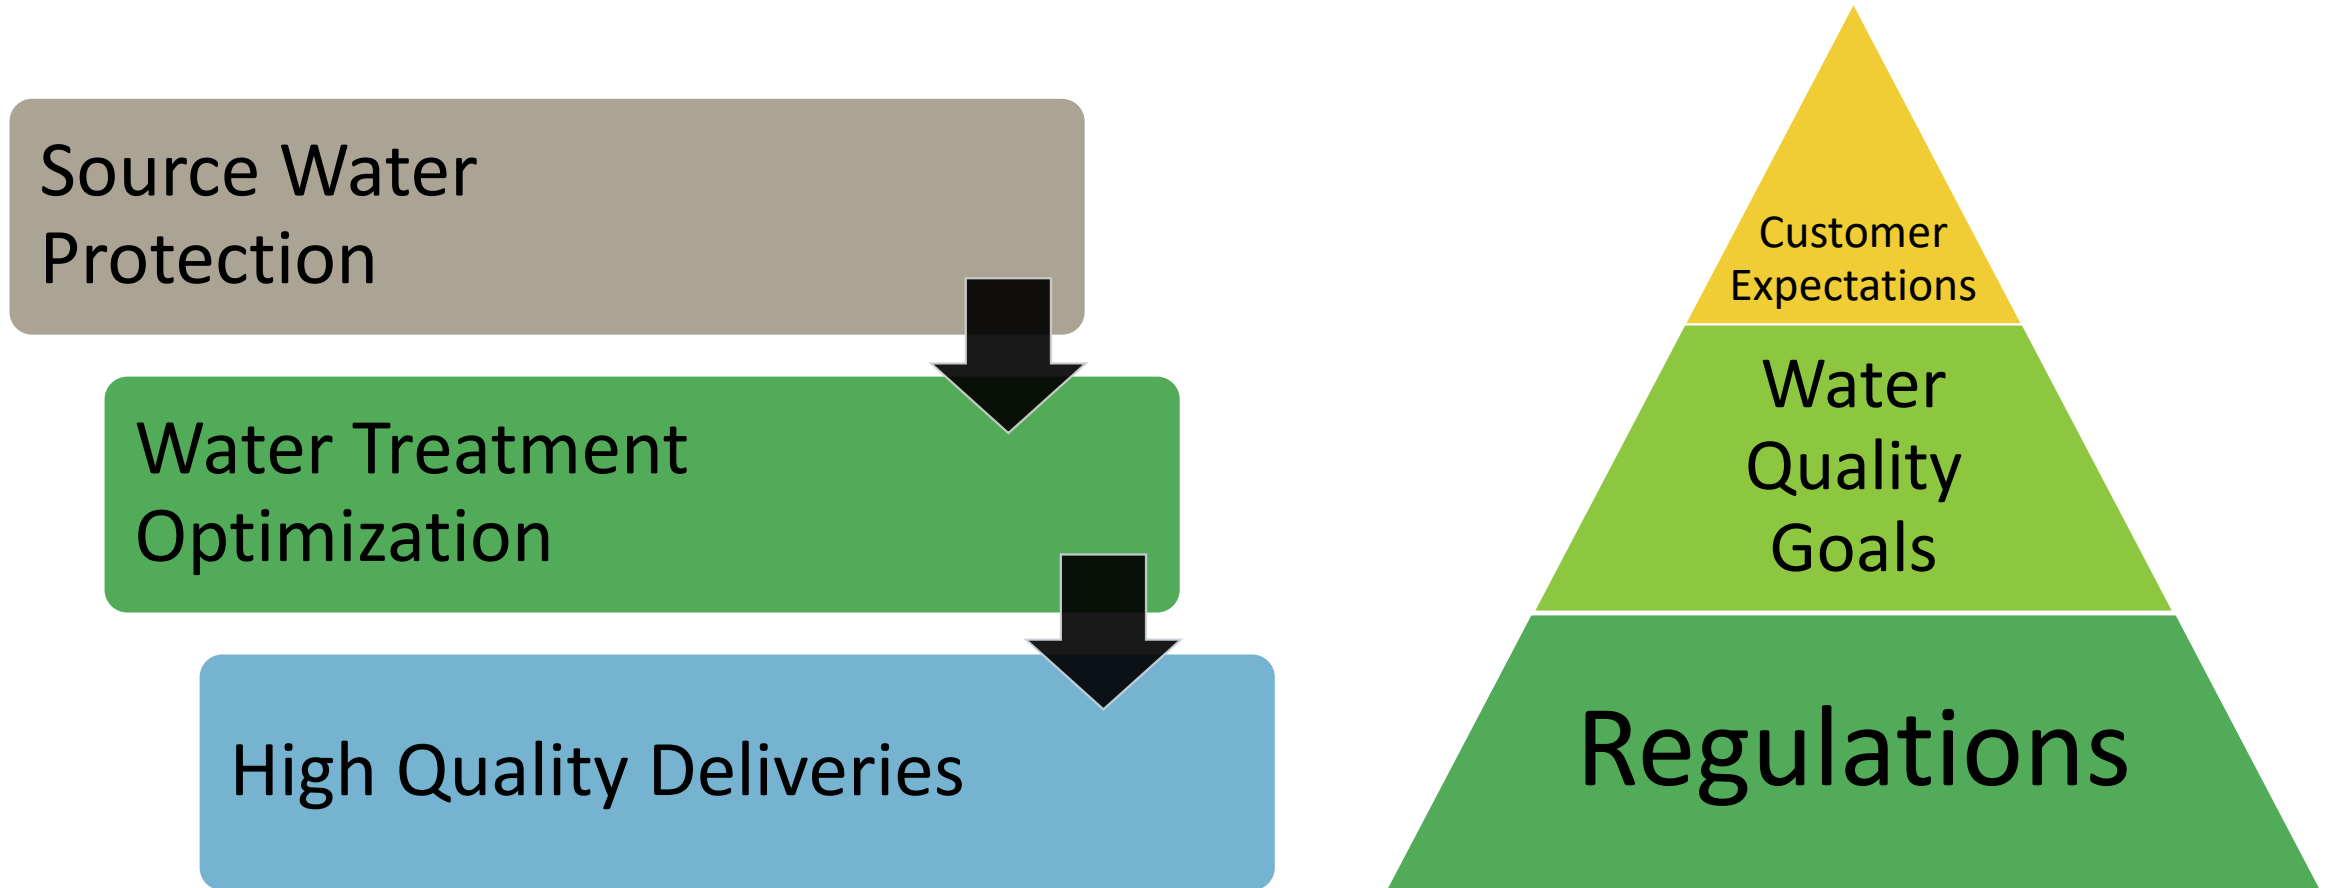 Source Water
Protection
Water Treatment
Optimization
High Quality Deliveries
Customer
Expectations
Water
Quality
Goals
Regulations